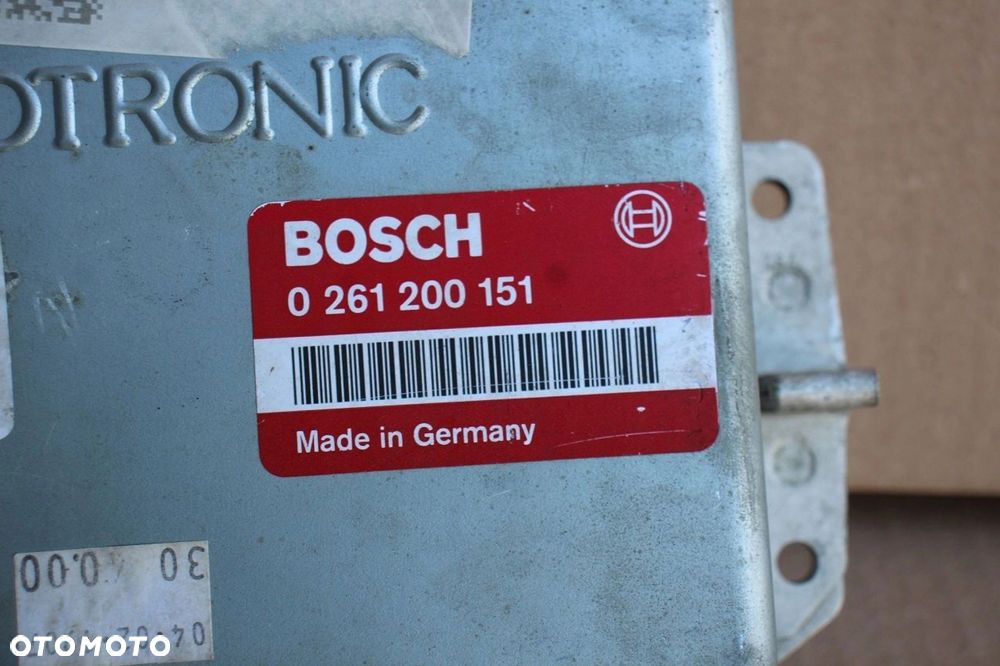 OTRONIC
BOSCH
0 261 200 151
Made in Germany
OTOMOTO